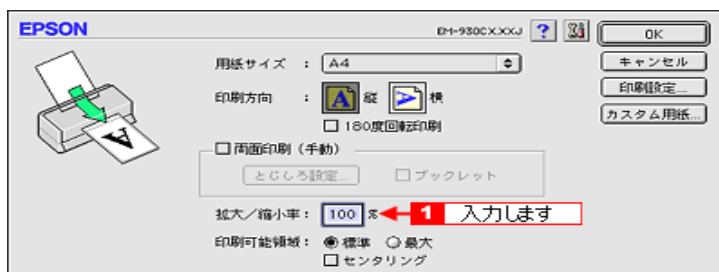 EPSON EM-930CXXXJ ? OK
用紙サイズ : A4 キャンセル
印刷方向 : A 縦 A 横 印刷設定...
カスタム用紙...
180度回転印刷
両面印刷(手動)
とじしろ設定... ブックレット
拡大/縮小率: 100 % 1 入力します
印刷可能領域: 標準 最大
センタリング
A